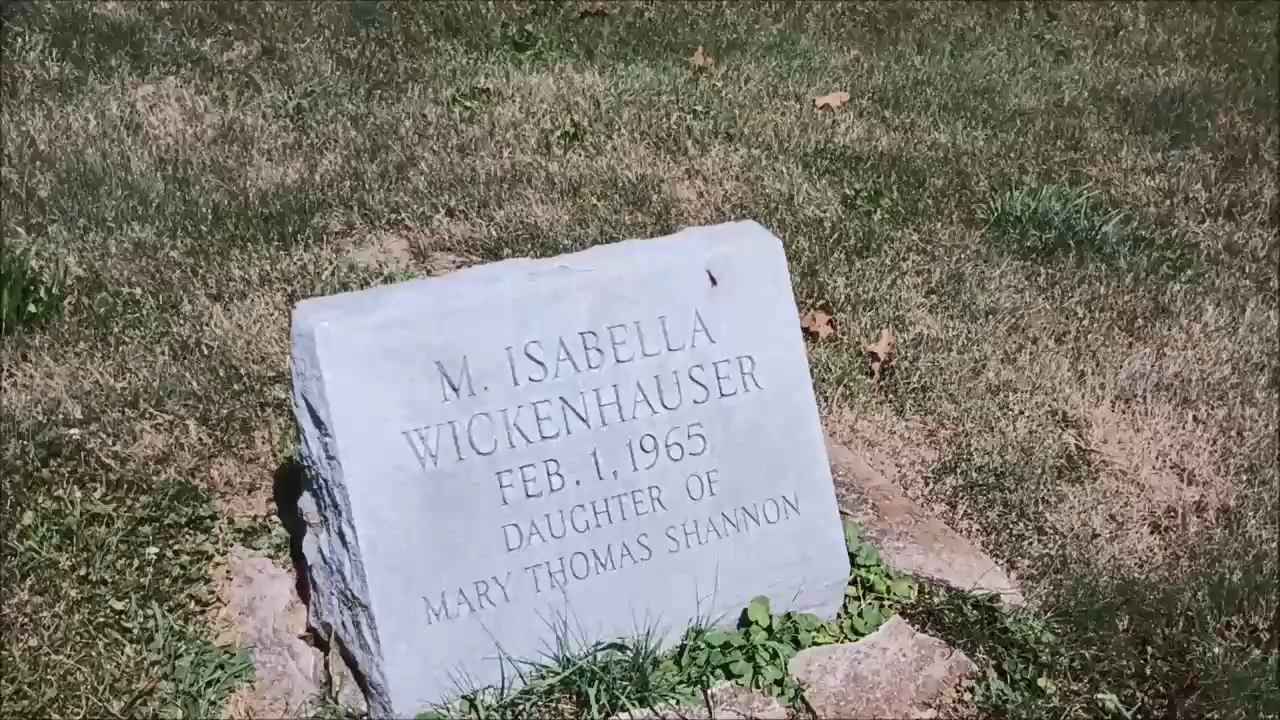 M. ISABELLA
WICKENHAUSER
FEB. 1, 1965
DAUGHTER OF
MARY THOMAS SHANNON